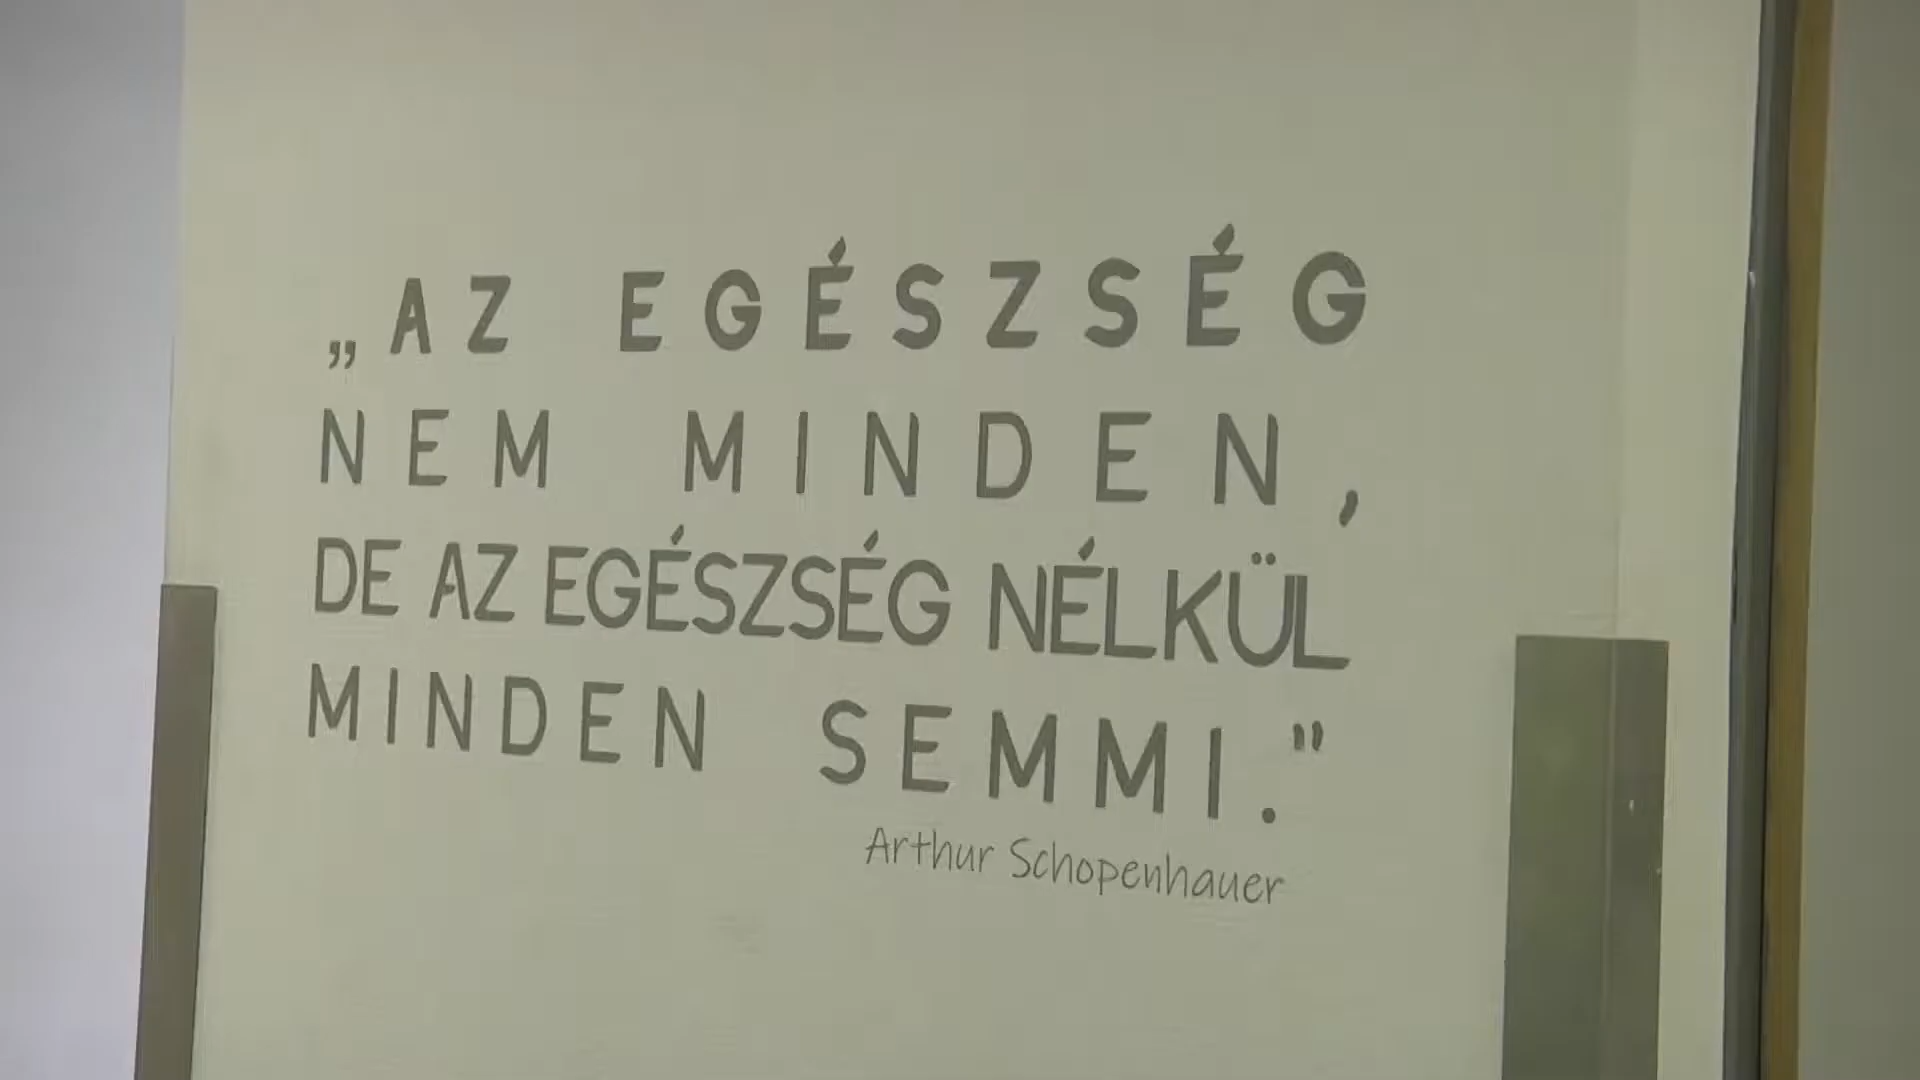 „AZ EGÉSZSÉG
NEM MINDEN,
DE AZ EGÉSZSÉG NÉLKÜL
MINDEN SEMMI."
Arthur Schopenhauer